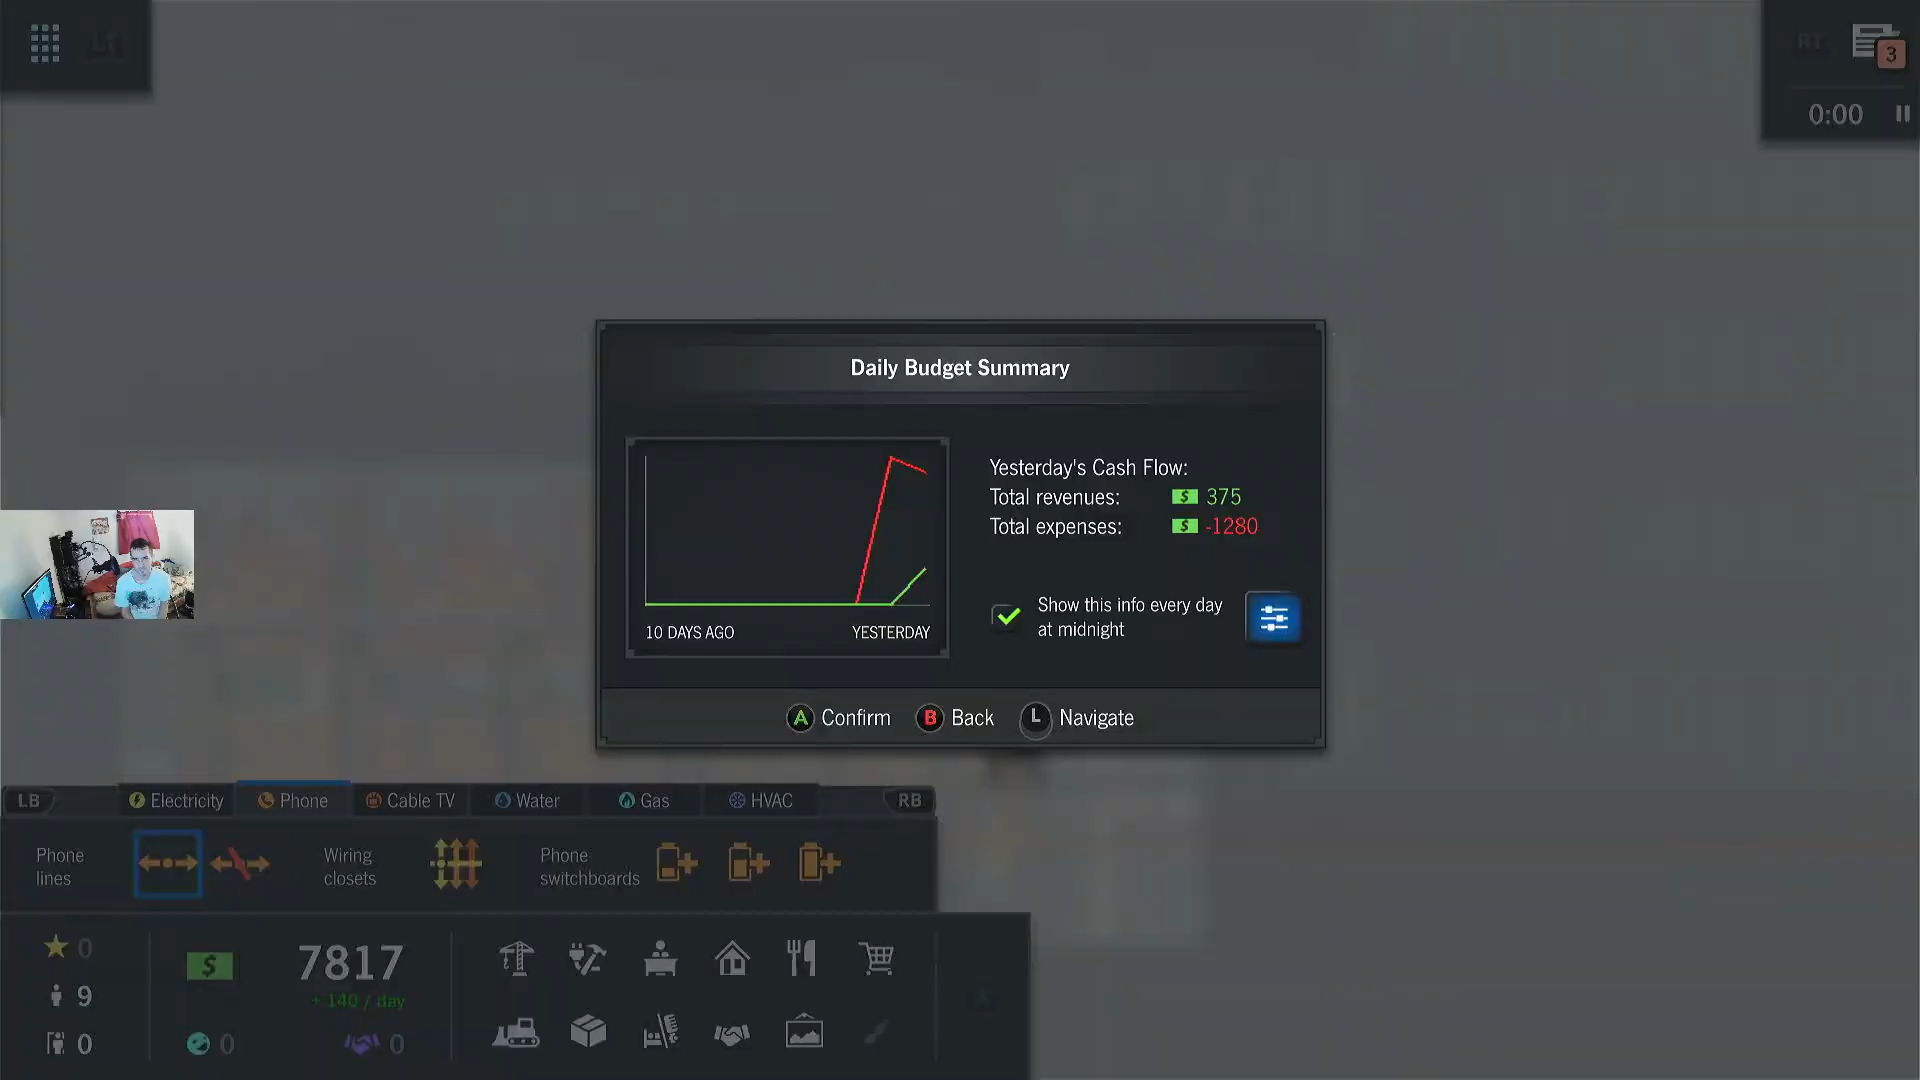 LT
RT
3
0:00
Daily Budget Summary
Yesterday's Cash Flow:
Total revenues: $ 375
Total expenses: $ -1280
10 DAYS AGO YESTERDAY
Show this info every day
at midnight
A Confirm B Back L Navigate
LB Electricity Phone Cable TV Water Gas HVAC RB
Phone
lines
Wiring
closets
Phone
switchboards
0
9
0
$ 7817
+ 140 / day
0
0
X